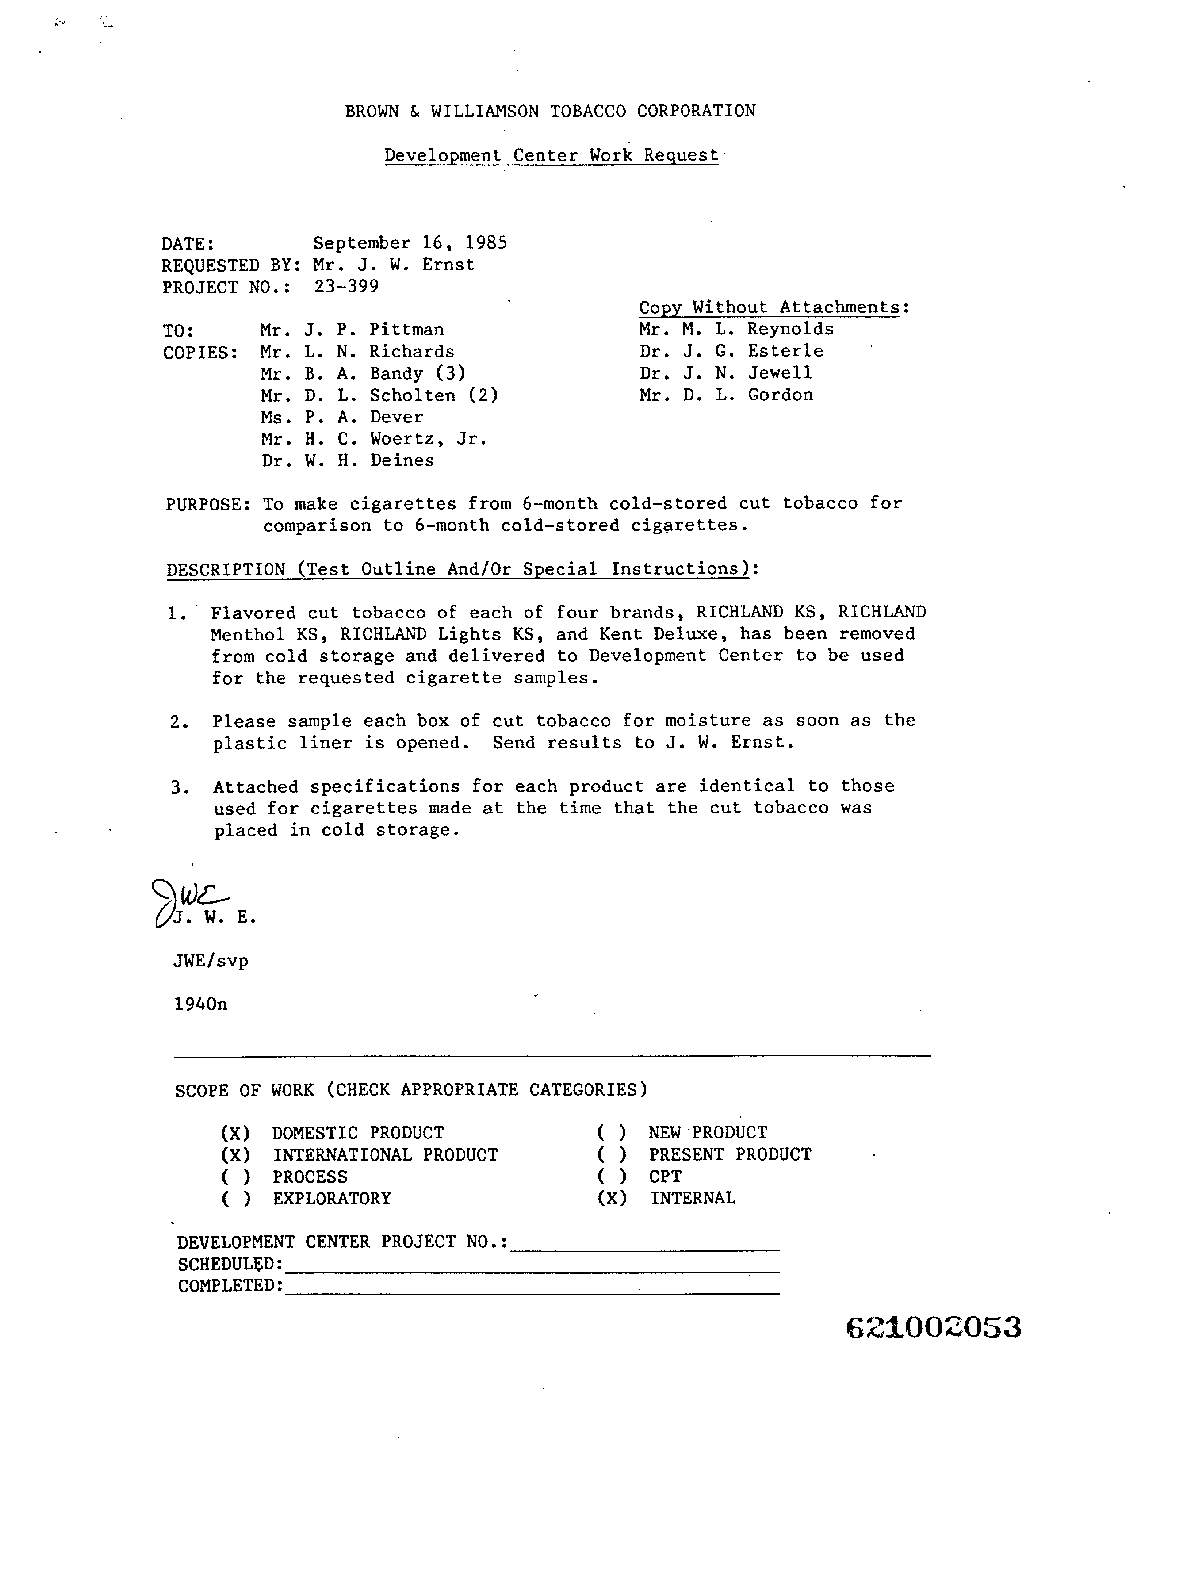 BROWN & WILLIAMSON TOBACCO CORPORATION
Development Center Work Request
DATE: September 16, 1985
REQUESTED BY: Mr. J. W. Ernst
PROJECT NO.: 23-399
Copy Without Attachments:
TO: Mr. J. P. Pittman Mr. M. L. Reynolds
COPIES: Mr. L. N. Richards Dr. J. G. Esterle
Mr. B. A. Bandy (3) Dr. J. N. Jewell
Mr. D. L. Scholten (2) Mr. D. L. Gordon
Ms. P. A. Dever
Mr. H. C. Woertz, Jr.
Dr. W. H. Deines
PURPOSE: To make cigarettes from 6-month cold-stored cut tobacco for
comparison to 6-month cold-stored cigarettes.
DESCRIPTION (Test Outline And/Or Special Instructions):
1. Flavored cut tobacco of each of four brands, RICHLAND KS, RICHLAND
Menthol KS, RICHLAND Lights KS, and Kent Deluxe, has been removed
from cold storage and delivered to Development Center to be used
for the requested cigarette samples.
2. Please sample each box of cut tobacco for moisture as soon as the
plastic liner is opened. Send results to J. W. Ernst.
3. Attached specifications for each product are identical to those
used for cigarettes made at the time that the cut tobacco was
placed in cold storage.
JWE
J. W. E.
JWE/svp
1940n
SCOPE OF WORK (CHECK APPROPRIATE CATEGORIES)
(X) DOMESTIC PRODUCT ( ) NEW PRODUCT
(X) INTERNATIONAL PRODUCT ( ) PRESENT PRODUCT
( ) PROCESS ( ) CPT
( ) EXPLORATORY (X) INTERNAL
DEVELOPMENT CENTER PROJECT NO.:
SCHEDULED:
COMPLETED:
621002053